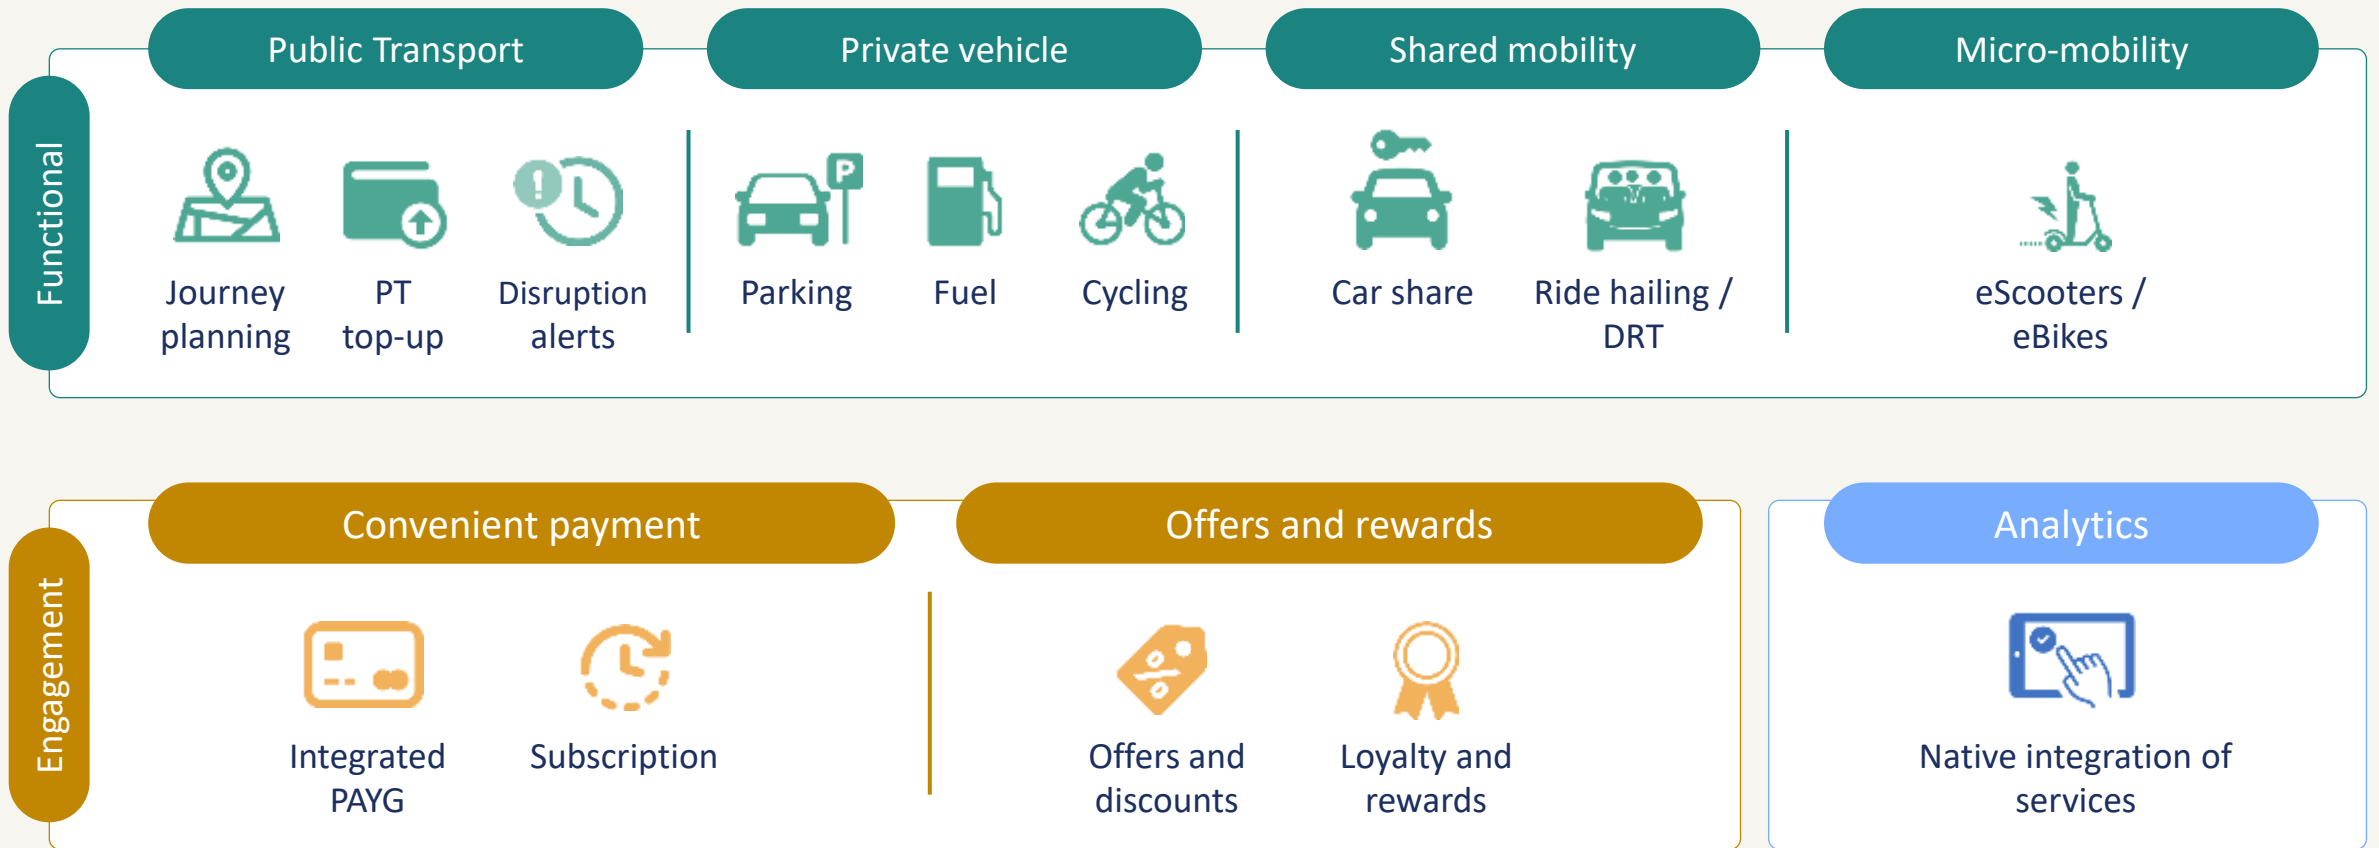 Public Transport
Private vehicle
Shared mobility
Micro-mobility
Functional
P
Journey
planning
PT
top-up
Disruption
alerts
Parking
Fuel
Cycling
Car share
Ride hailing /
DRT
eScooters /
eBikes
Convenient payment
Offers and rewards
Analytics
Engagement
Integrated
PAYG
Subscription
Offers and
discounts
Loyalty and
rewards
Native integration of
services